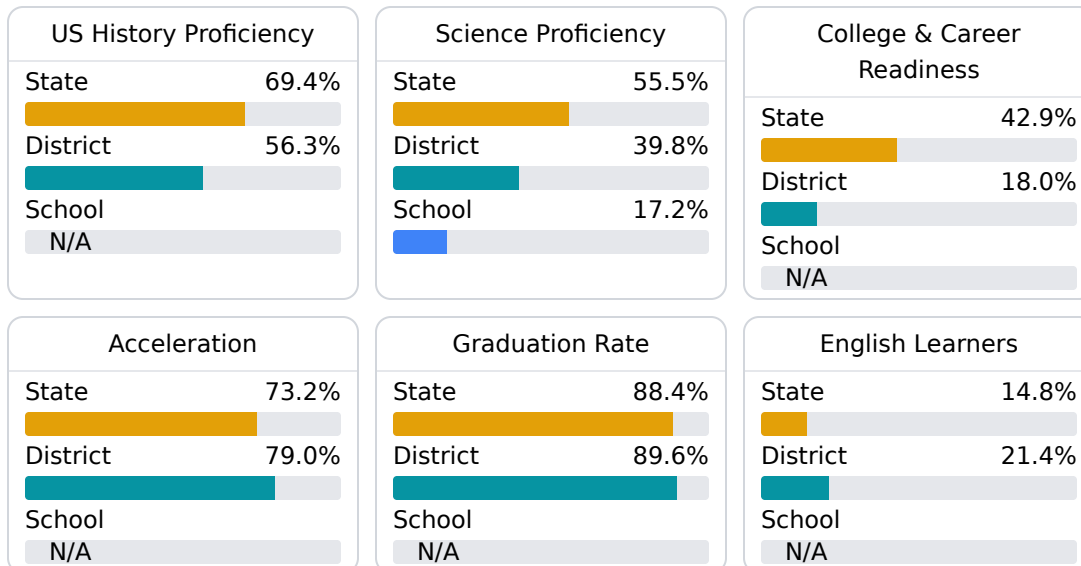 US History Proficiency
State 69.4%
District 56.3%
School
N/A
Science Proficiency
State 55.5%
District 39.8%
School 17.2%
College & Career
Readiness
State 42.9%
District 18.0%
School
N/A
Acceleration
State 73.2%
District 79.0%
School
N/A
Graduation Rate
State 88.4%
District 89.6%
School
N/A
English Learners
State 14.8%
District 21.4%
School
N/A